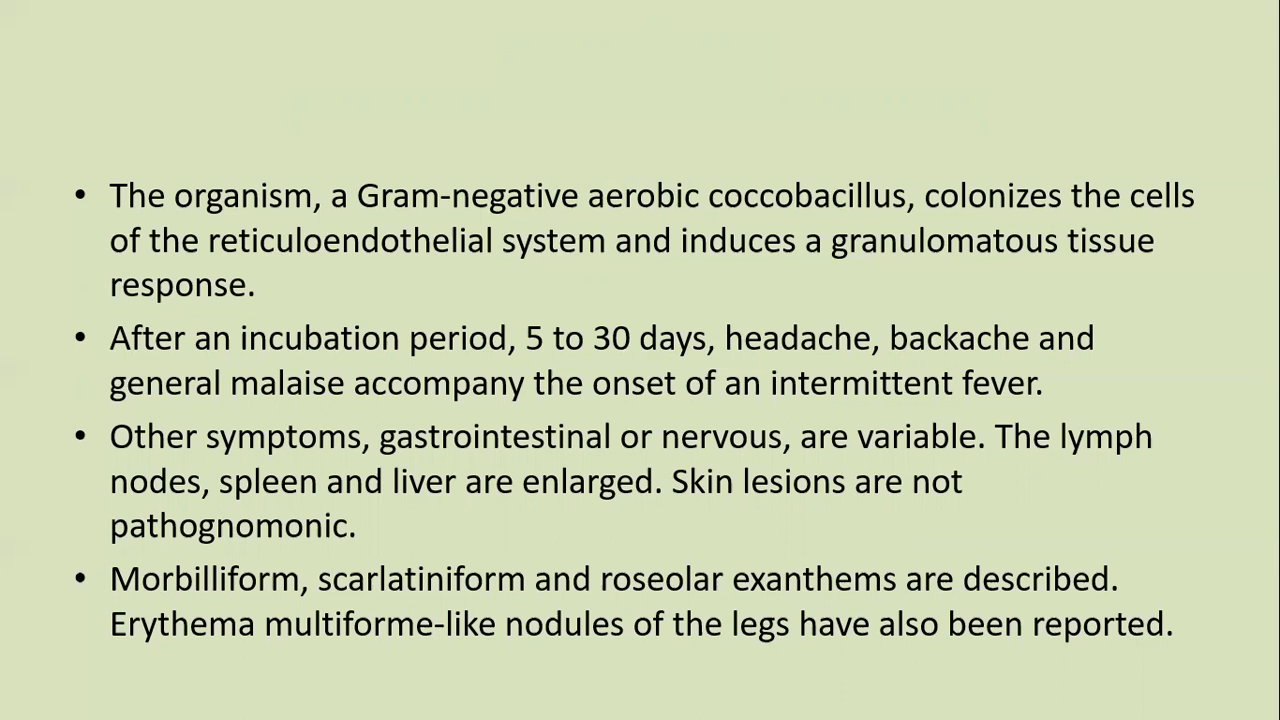 • The organism, a Gram-negative aerobic coccobacillus, colonizes the cells
of the reticuloendothelial system and induces a granulomatous tissue
response.
• After an incubation period, 5 to 30 days, headache, backache and
general malaise accompany the onset of an intermittent fever.
• Other symptoms, gastrointestinal or nervous, are variable. The lymph
nodes, spleen and liver are enlarged. Skin lesions are not
pathognomonic.
• Morbilliform, scarlatiniform and roseolar exanthems are described.
Erythema multiforme-like nodules of the legs have also been reported.